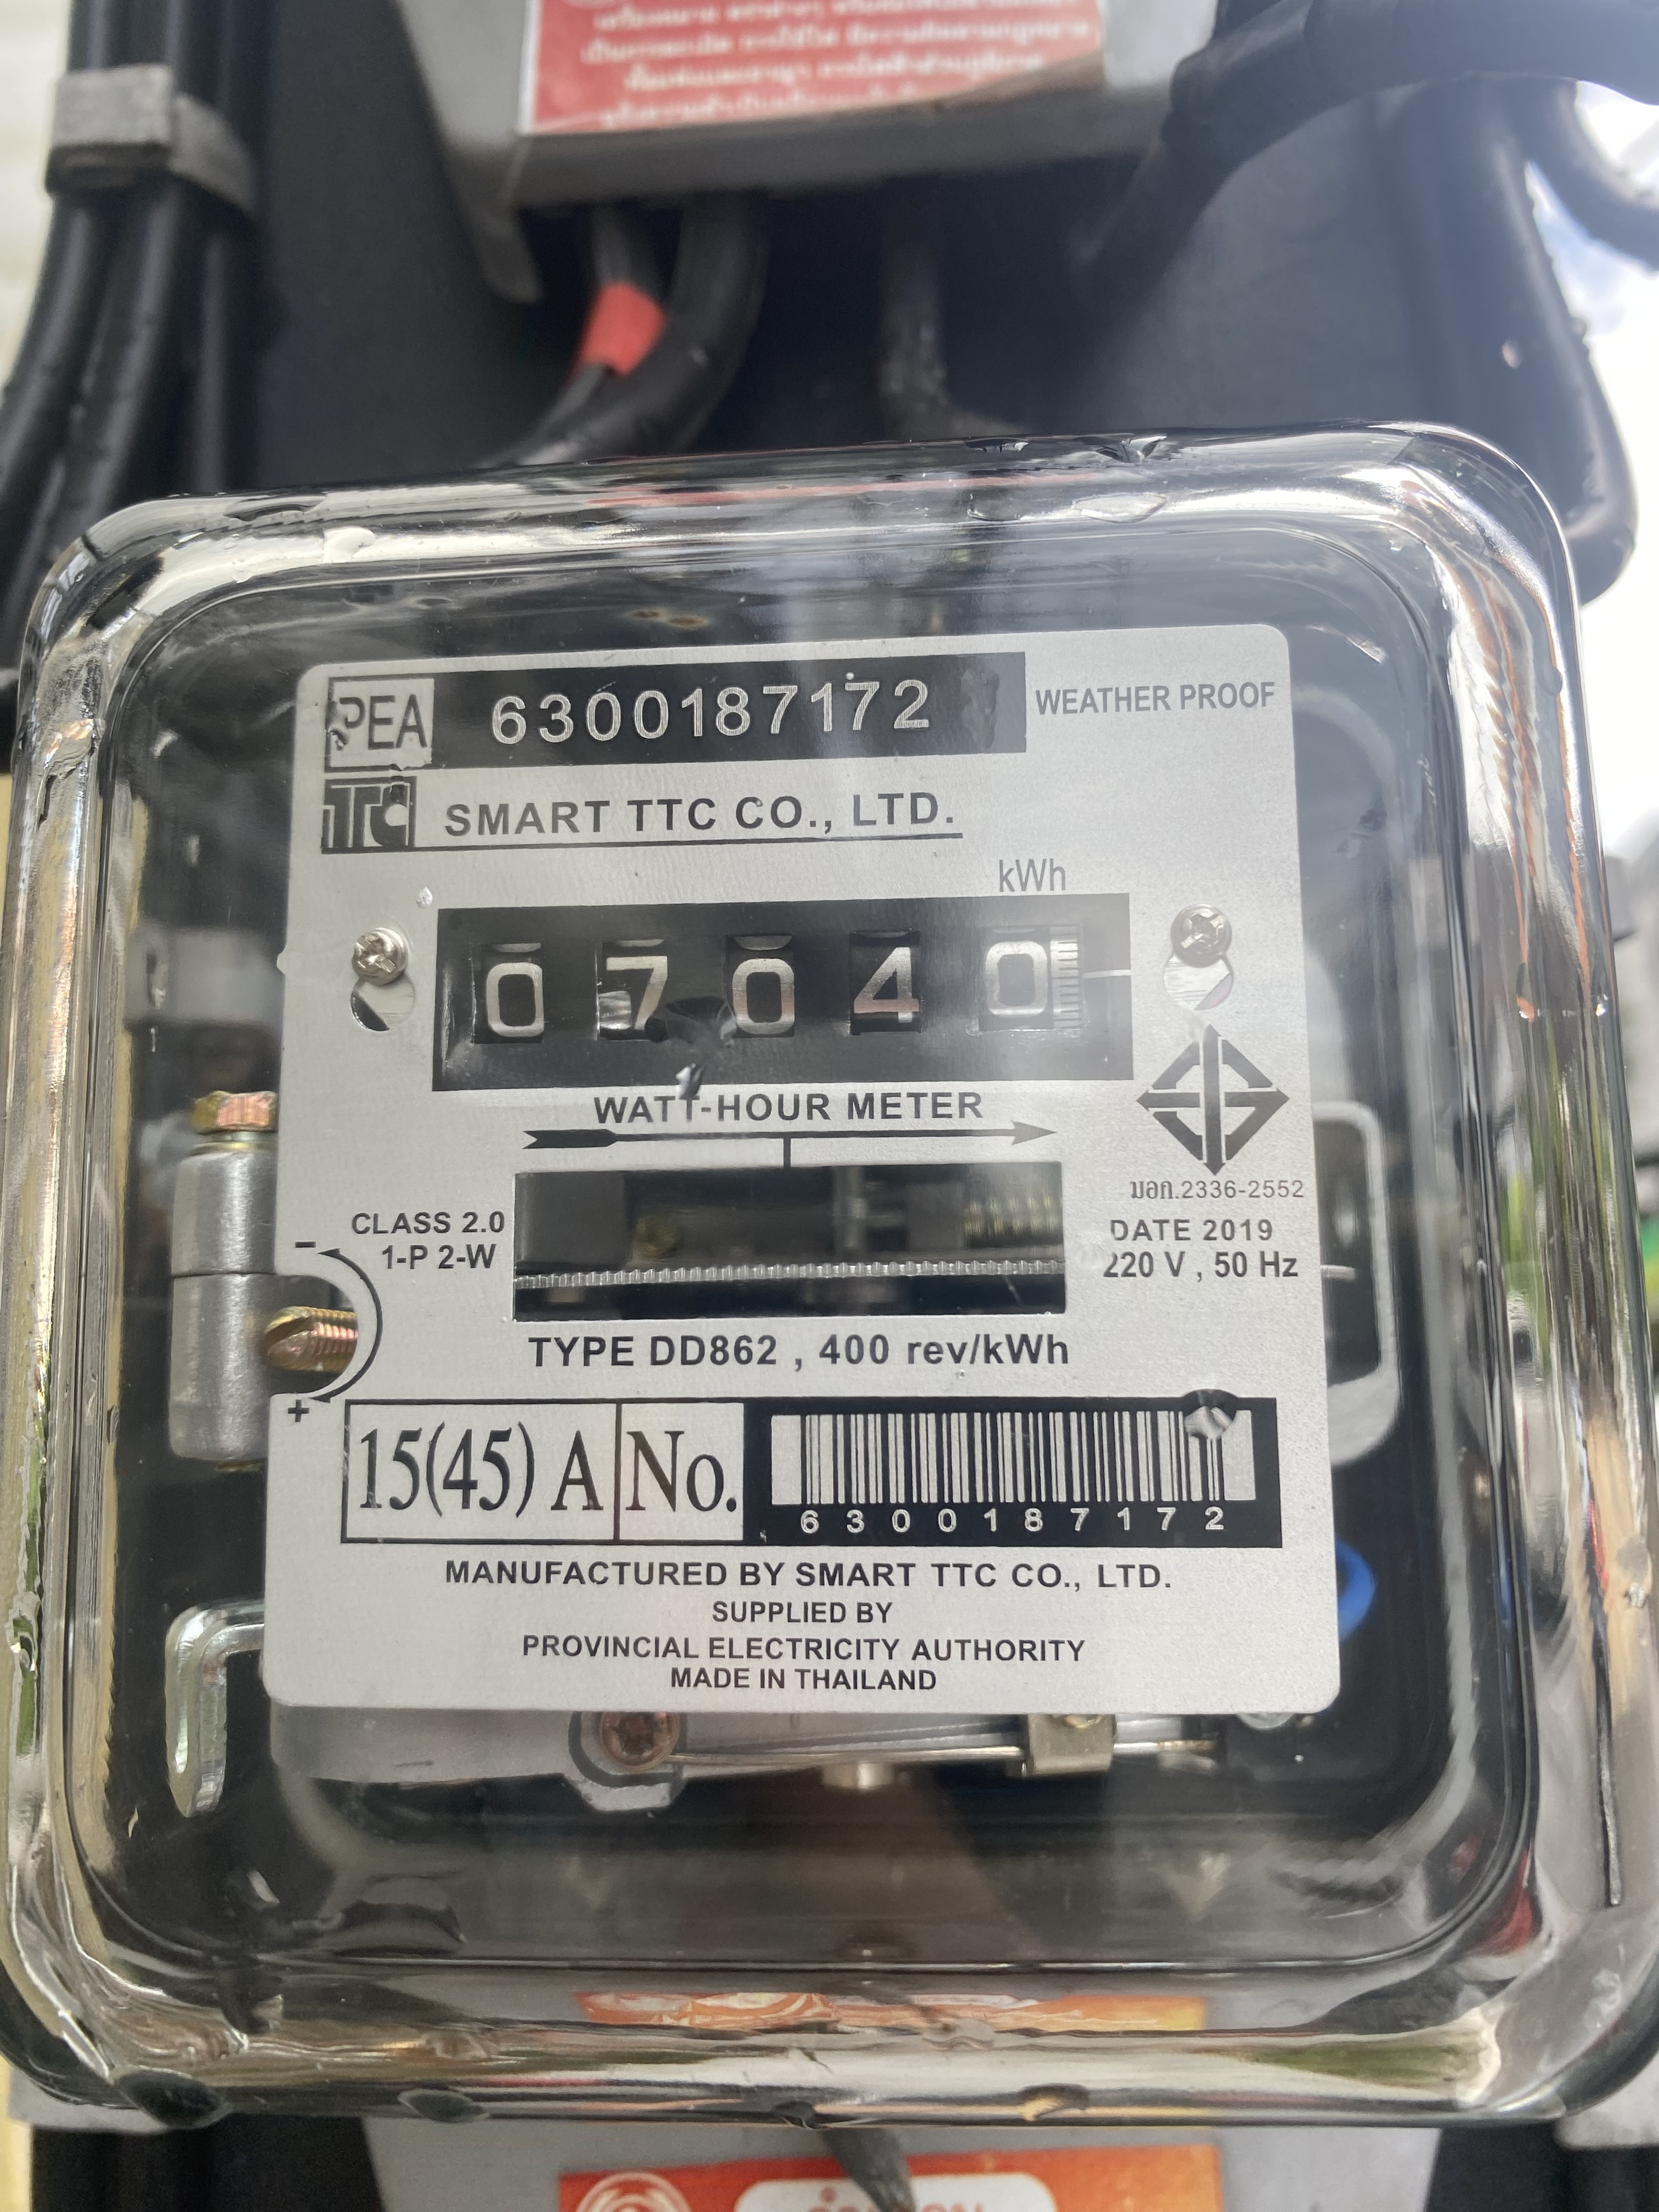 PEA 6300187172 WEATHER PROOF
TTC SMART TTC CO., LTD.
kWh
07040
WATT-HOUR METER
มอก.2336-2552
CLASS 2.0
1-P 2-W
DATE 2019
220 V , 50 Hz
-
+
TYPE DD862 , 400 rev/kWh
15(45) A No.
6300187172
MANUFACTURED BY SMART TTC CO., LTD.
SUPPLIED BY
PROVINCIAL ELECTRICITY AUTHORITY
MADE IN THAILAND